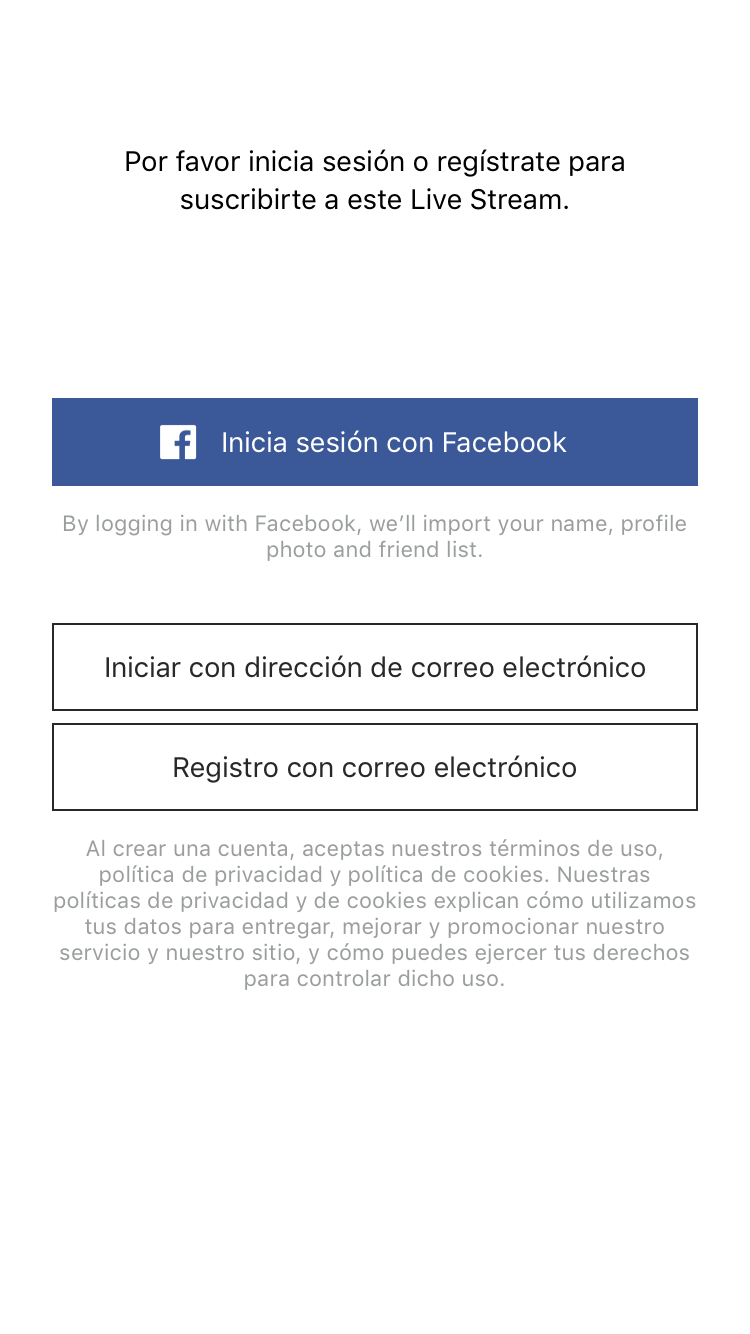 Por favor inicia sesión o regístrate para
suscribirte a este Live Stream.
Inicia sesión con Facebook
By logging in with Facebook, we’ll import your name, profile
photo and friend list.
Iniciar con dirección de correo electrónico
Registro con correo electrónico
Al crear una cuenta, aceptas nuestros términos de uso,
política de privacidad y política de cookies. Nuestras
políticas de privacidad y de cookies explican cómo utilizamos
tus datos para entregar, mejorar y promocionar nuestro
servicio y nuestro sitio, y cómo puedes ejercer tus derechos
para controlar dicho uso.